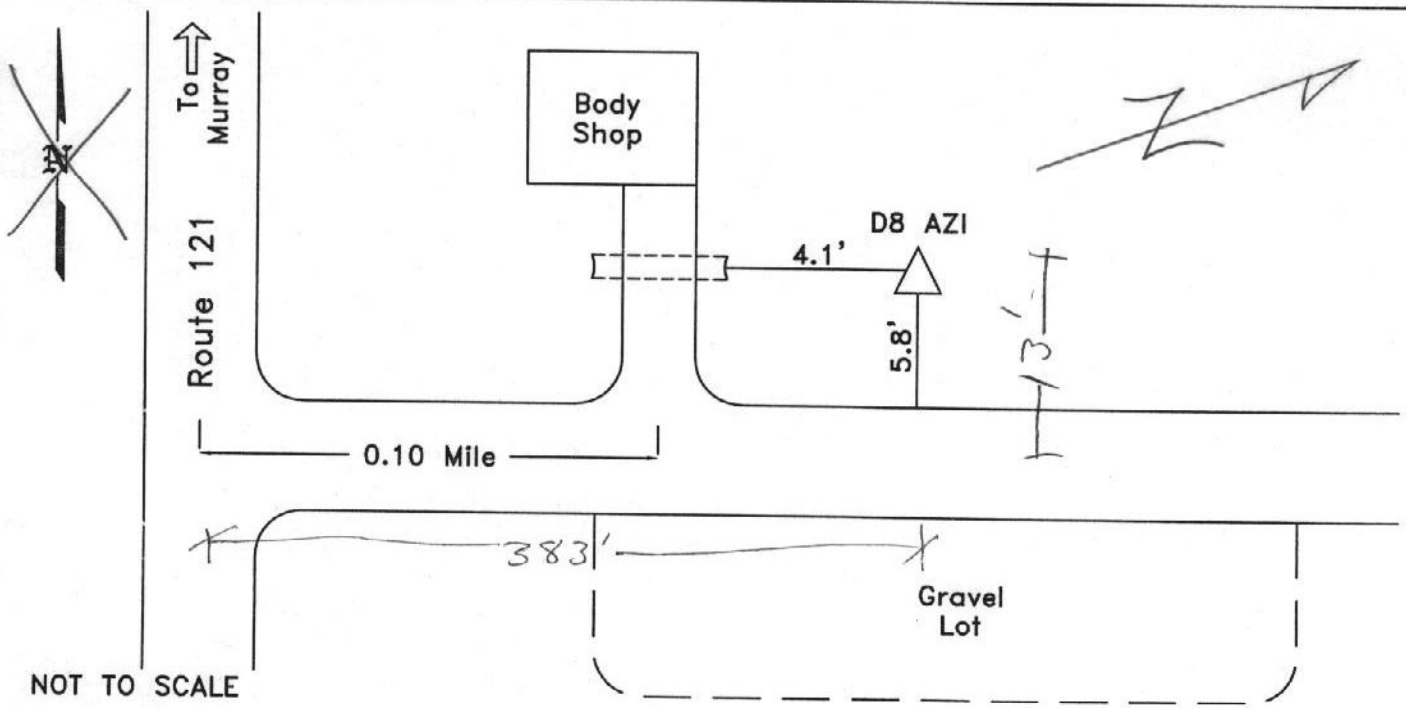 N
To
Murray
Route 121
Body
Shop
D8 AZI
4.1'
5.8'
13'
N
0.10 Mile
383'
Gravel
Lot
NOT TO SCALE